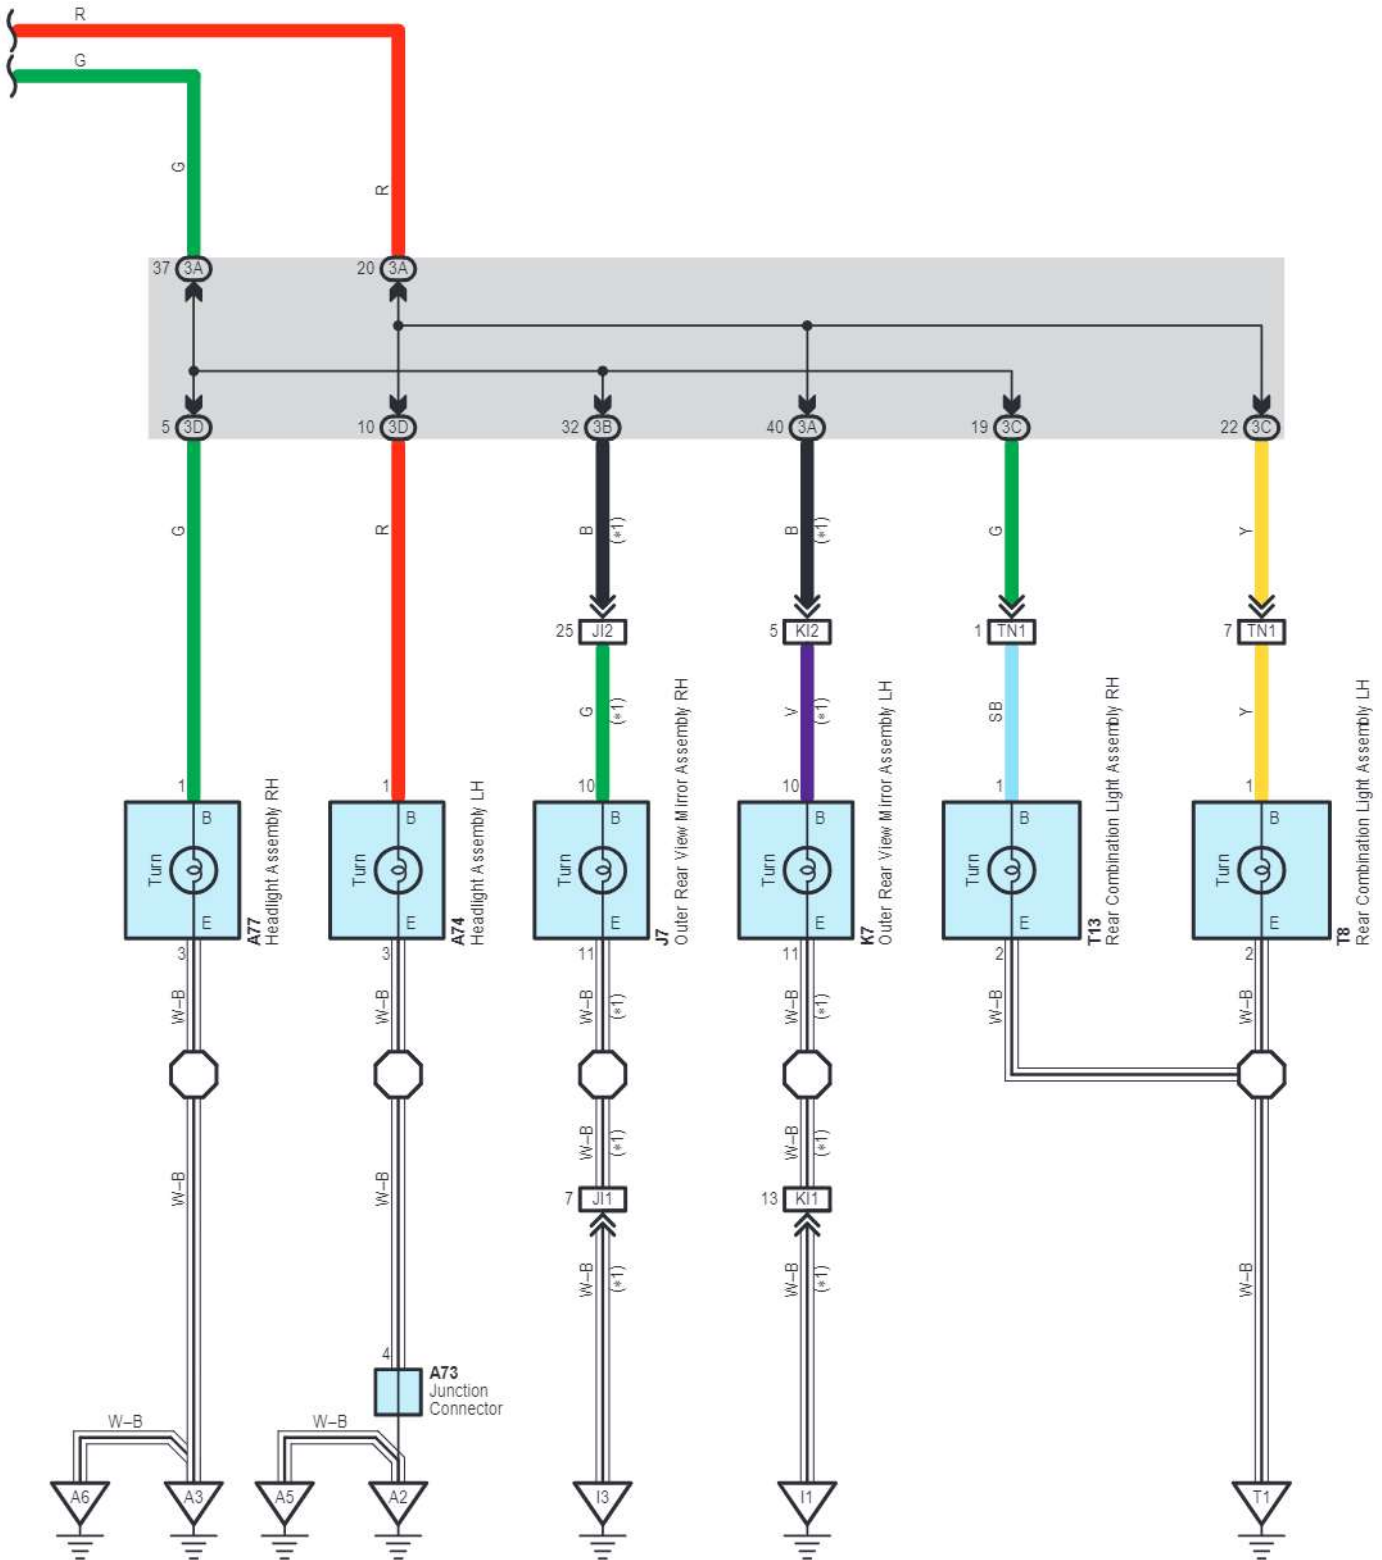 R
G
G
R
37 3A
20 3A
5 3D
10 3D
32 3B
40 3A
19 3C
22 3C
G
R
B
(*1)
B
(*1)
G
Y
25 JI2
5 KI2
1 TN1
7 TN1
G
(*1)
V
(*1)
SB
Y
1
1
10
10
1
1
B
Turn
E
A77
Headlight Assembly RH
B
Turn
E
A74
Headlight Assembly LH
B
Turn
E
J7
Outer Rear View Mirror Assembly RH
B
Turn
E
K7
Outer Rear View Mirror Assembly LH
B
Turn
E
T13
Rear Combination Light Assembly RH
B
Turn
E
T8
Rear Combination Light Assembly LH
3
3
11
11
2
2
W–B
W–B
W–B
(*1)
W–B
(*1)
W–B
W–B
W–B
W–B
W–B
(*1)
W–B
(*1)
7 JI1
13 KI1
W–B
(*1)
W–B
(*1)
W–B
4
A73
Junction
Connector
W–B
W–B
A6
A3
A5
A2
I3
I1
T1